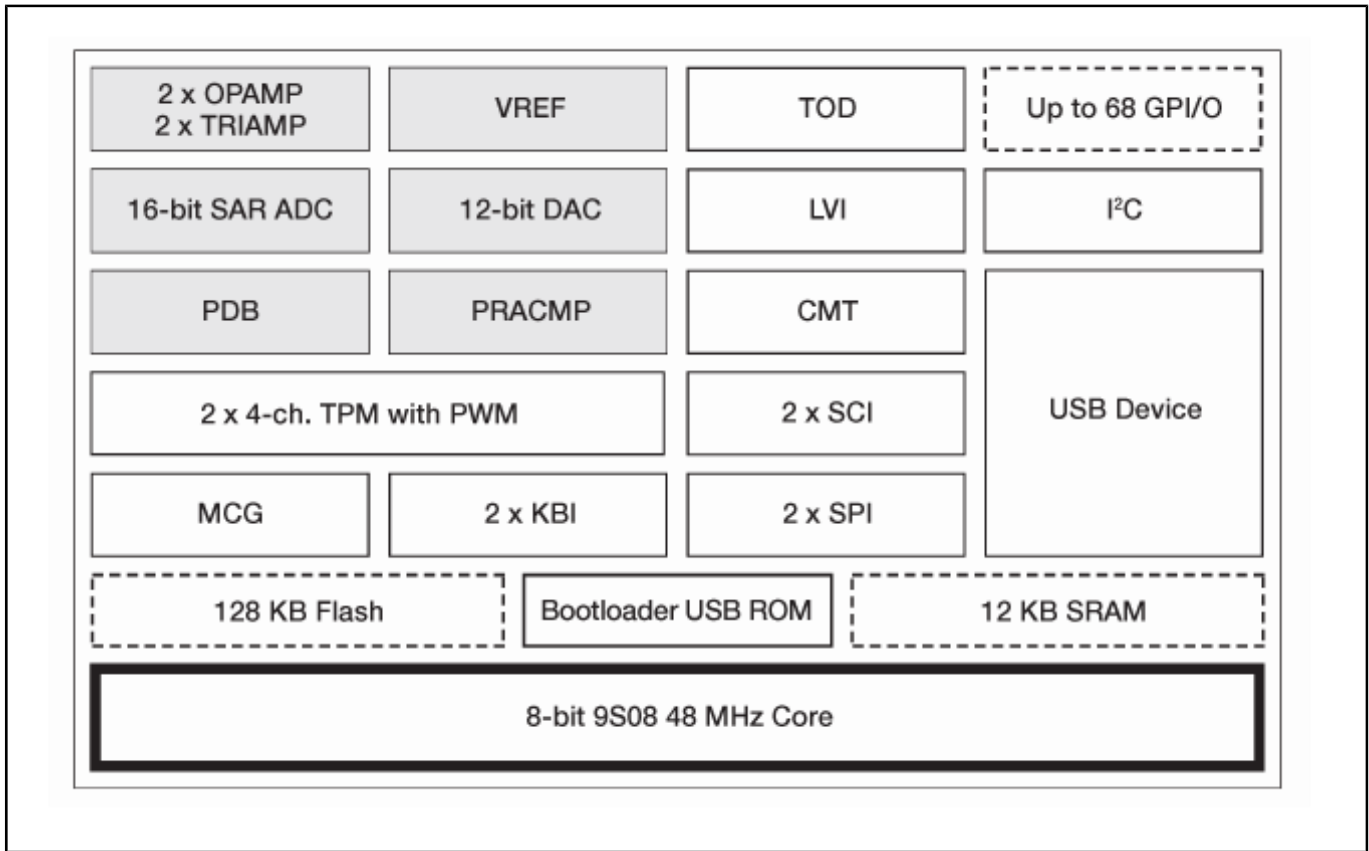 2 x OPAMP
2 x TRIAMP
VREF
TOD
Up to 68 GPI/O
16-bit SAR ADC
12-bit DAC
LVI
I²C
PDB
PRACMP
CMT
USB Device
2 x 4-ch. TPM with PWM
2 x SCI
MCG
2 x KBI
2 x SPI
128 KB Flash
Bootloader USB ROM
12 KB SRAM
8-bit 9S08 48 MHz Core